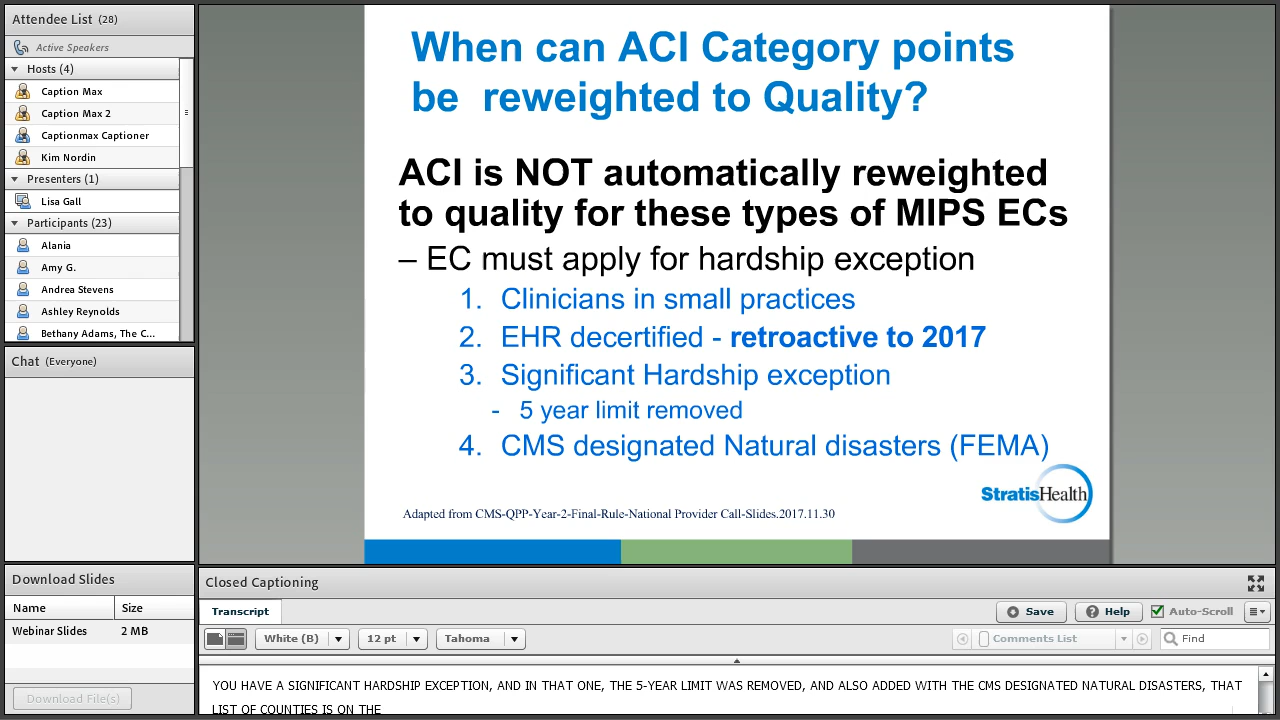 Attendee List (28)
Active Speakers
Hosts (4)
Caption Max
Caption Max 2
Captionmax Captioner
Kim Nordin
Presenters (1)
Lisa Gall
Participants (23)
Alania
Amy G.
Andrea Stevens
Ashley Reynolds
Bethany Adams, The C...
Chat (Everyone)
Download Slides
Name Size
Webinar Slides 2 MB
Download File(s)
When can ACI Category points
be reweighted to Quality?
ACI is NOT automatically reweighted
to quality for these types of MIPS ECs
– EC must apply for hardship exception
1. Clinicians in small practices
2. EHR decertified - retroactive to 2017
3. Significant Hardship exception
- 5 year limit removed
4. CMS designated Natural disasters (FEMA)
StratisHealth
Adapted from CMS-QPP-Year-2-Final-Rule-National Provider Call-Slides.2017.11.30
Closed Captioning
Transcript Save Help Auto-Scroll
White (B) 12 pt Tahoma Comments List Find
YOU HAVE A SIGNIFICANT HARDSHIP EXCEPTION, AND IN THAT ONE, THE 5-YEAR LIMIT WAS REMOVED, AND ALSO ADDED WITH THE CMS DESIGNATED NATURAL DISASTERS, THAT
LIST OF COUNTIES IS ON THE